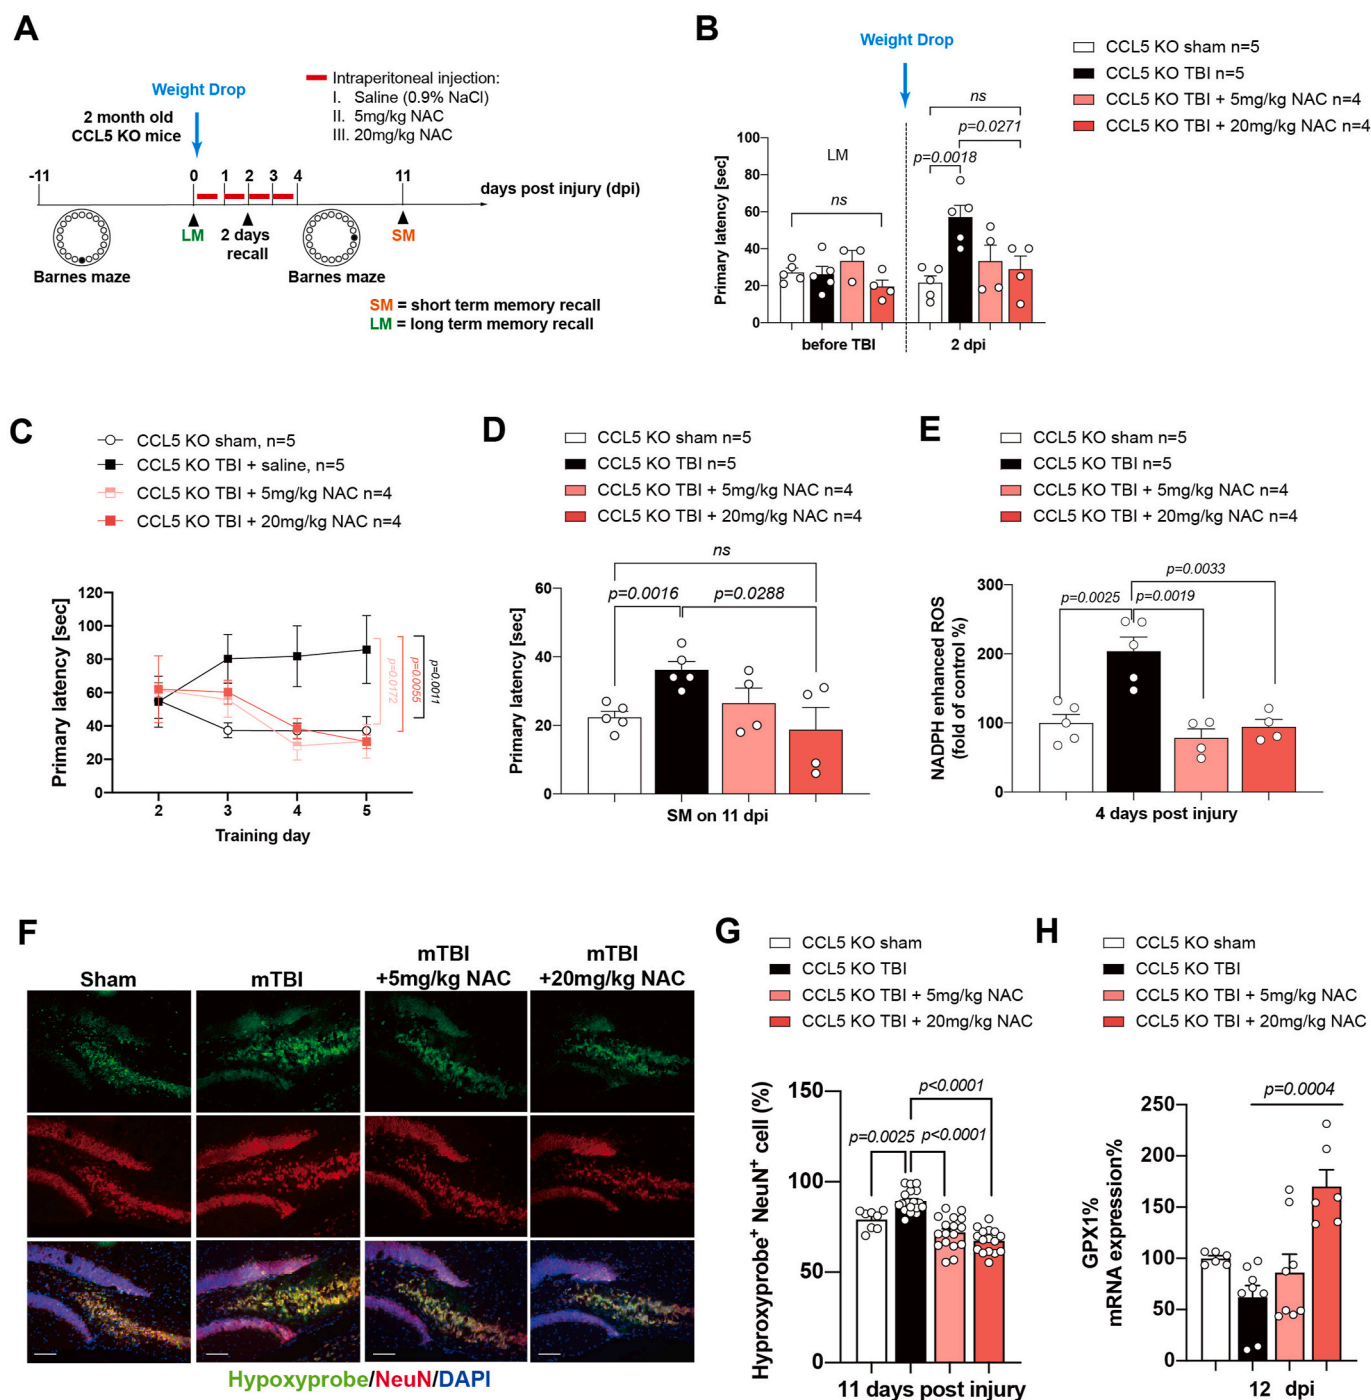 A
Weight Drop
2 month old
CCL5 KO mice
Intraperitoneal injection:
I. Saline (0.9% NaCl)
II. 5mg/kg NAC
III. 20mg/kg NAC
-11 0 1 2 3 4 11 days post injury (dpi)
LM 2 days recall SM
Barnes maze Barnes maze
SM = short term memory recall
LM = long term memory recall
B
Weight Drop
CCL5 KO sham n=5
CCL5 KO TBI n=5
CCL5 KO TBI + 5mg/kg NAC n=4
CCL5 KO TBI + 20mg/kg NAC n=4
ns
p=0.0271
p=0.0018
LM
ns
Primary latency [sec]
100
80
60
40
20
0
before TBI 2 dpi
C
CCL5 KO sham, n=5
CCL5 KO TBI + saline, n=5
CCL5 KO TBI + 5mg/kg NAC n=4
CCL5 KO TBI + 20mg/kg NAC n=4
Primary latency [sec]
120
100
80
60
40
20
0
p=0.0172
p=0.0055
p=0.0011
2 3 4 5
Training day
D
CCL5 KO sham n=5
CCL5 KO TBI n=5
CCL5 KO TBI + 5mg/kg NAC n=4
CCL5 KO TBI + 20mg/kg NAC n=4
ns
p=0.0016 p=0.0288
Primary latency [sec]
60
40
20
0
SM on 11 dpi
E
CCL5 KO sham n=5
CCL5 KO TBI n=5
CCL5 KO TBI + 5mg/kg NAC n=4
CCL5 KO TBI + 20mg/kg NAC n=4
p=0.0033
p=0.0025 p=0.0019
NADPH enhanced ROS
(fold of control %)
300
200
100
0
4 days post injury
F
Sham mTBI mTBI +5mg/kg NAC mTBI +20mg/kg NAC
Hypoxyprobe/NeuN/DAPI
G
CCL5 KO sham
CCL5 KO TBI
CCL5 KO TBI + 5mg/kg NAC
CCL5 KO TBI + 20mg/kg NAC
p<0.0001
p=0.0025 p<0.0001
Hyproxyprobe+ NeuN+ cell (%)
150
100
50
0
11 days post injury
H
CCL5 KO sham
CCL5 KO TBI
CCL5 KO TBI + 5mg/kg NAC
CCL5 KO TBI + 20mg/kg NAC
p=0.0004
GPX1%
mRNA expression%
250
200
150
100
50
0
12 dpi